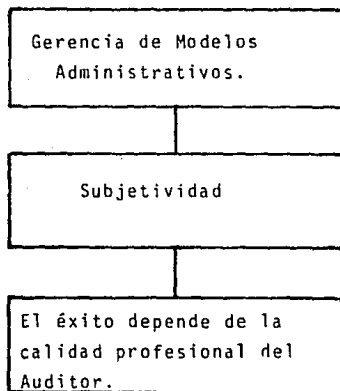 Gerencia de Modelos
Administrativos.
Subjetividad
El éxito depende de la
calidad profesional del
Auditor.